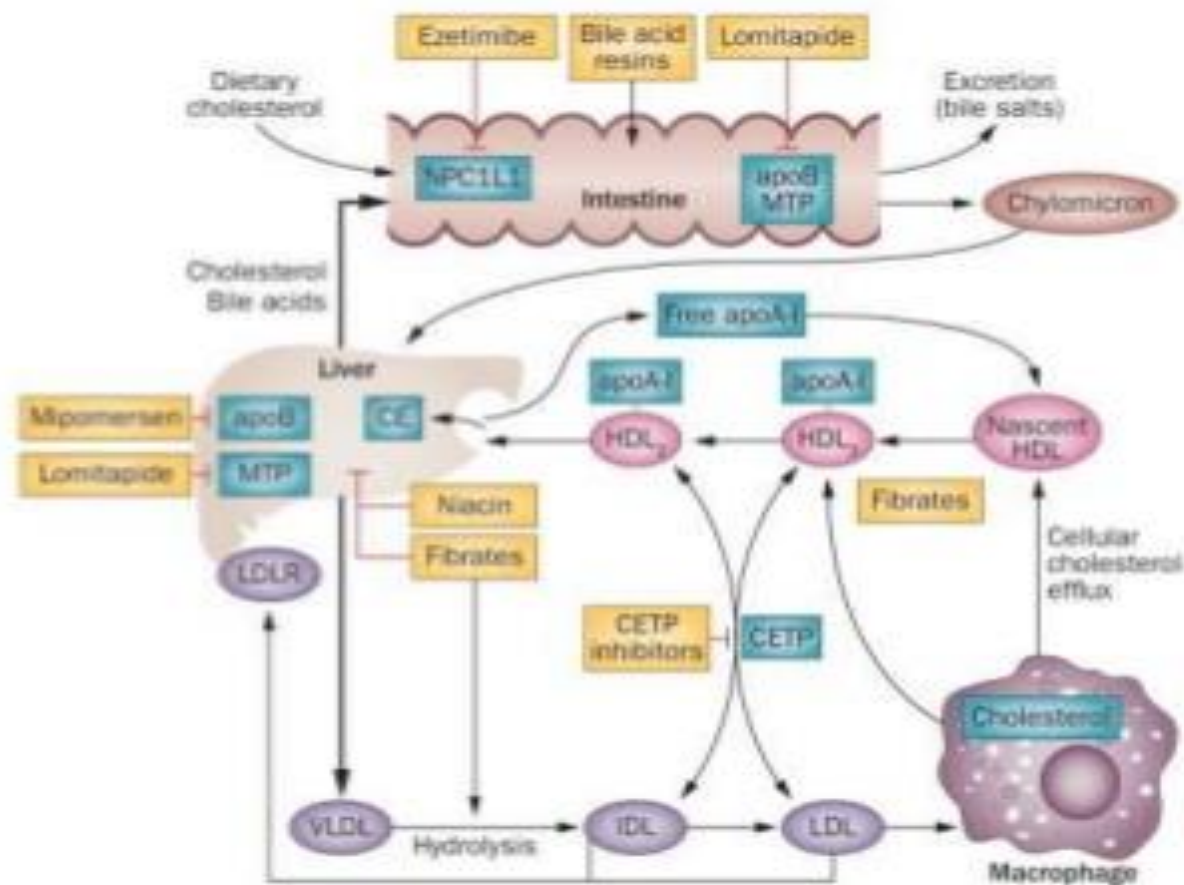 Ezetimibe
Bile acid
resins
Lomitapide
Dietary
cholesterol
Excretion
(bile salts)
NPC1L1
Intestine
apoB
MTP
Chylomicron
Cholesterol
Bile acids
Free apoA-I
Liver
apoA-I
apoA-I
Mipomersen
apoB
CE
HDL₂
HDL₃
Nascent
HDL
Lomitapide
MTP
Niacin
Fibrates
Fibrates
LDLR
Cellular
cholesterol
efflux
CETP
inhibitors
CETP
Cholesterol
VLDL
Hydrolysis
IDL
LDL
Macrophage